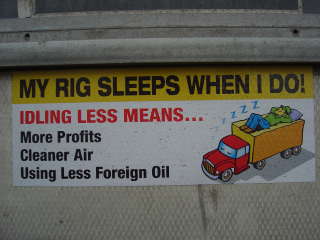 MY RIG SLEEPS WHEN I DO!
IDLING LESS MEANS...
More Profits
Cleaner Air
Using Less Foreign Oil
Z Z Z Z